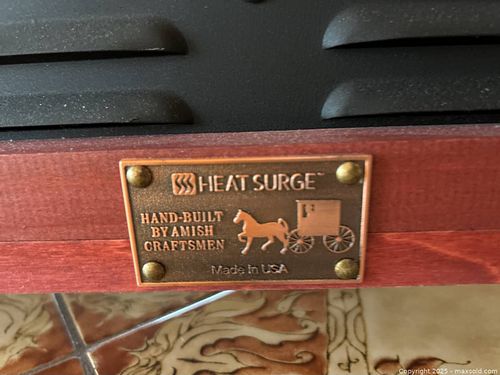 HEAT SURGE™
HAND-BUILT
BY AMISH
CRAFTSMEN
Made in USA
Copyright 2025 - maxsold.com